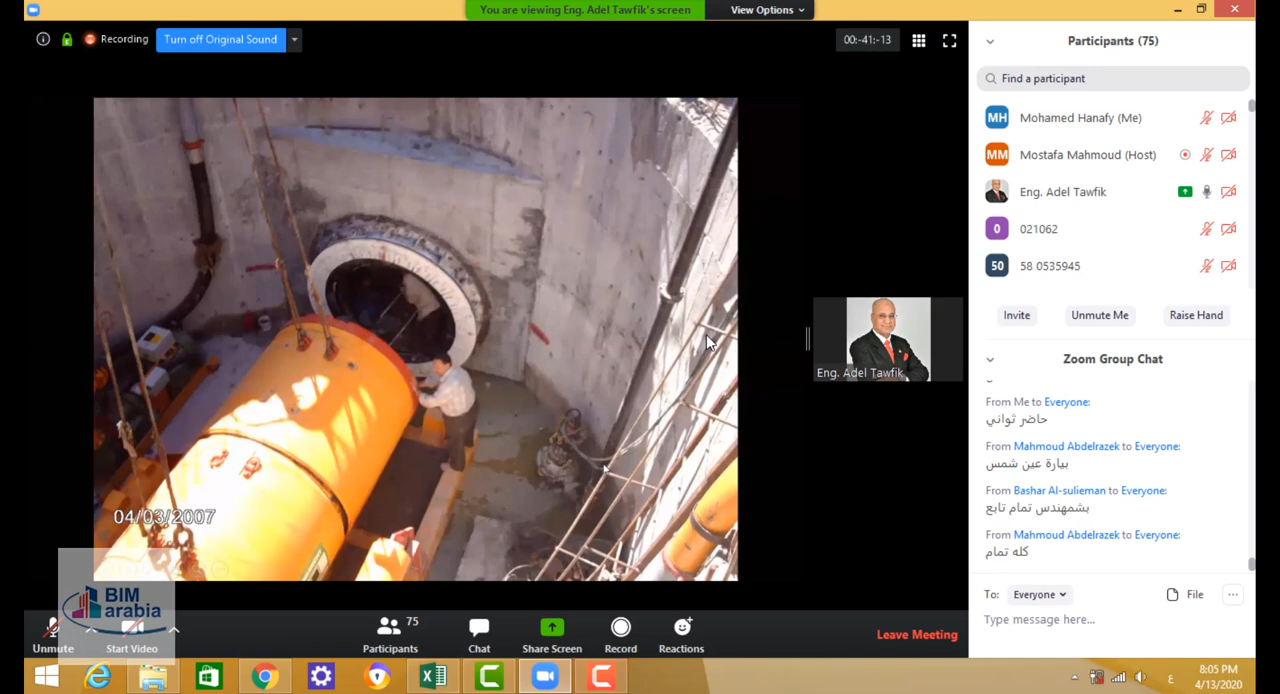 You are viewing Eng. Adel Tawfik's screen
View Options
Recording
Turn off Original Sound
00:-41:-13
04/03/2007
Eng. Adel Tawfik
BIM
arabia
Participants (75)
Find a participant
MH Mohamed Hanafy (Me)
MM Mostafa Mahmoud (Host)
Eng. Adel Tawfik
0 021062
50 58 0535945
Invite
Unmute Me
Raise Hand
Zoom Group Chat
From Me to Everyone:
حاضر ثواني
From Mahmoud Abdelrazek to Everyone:
بيارة عين شمس
From Bashar Al-sulieman to Everyone:
بشمهندس تمام تابع
From Mahmoud Abdelrazek to Everyone:
كله تمام
To: Everyone
File
Type message here...
Unmute
Start Video
75
Participants
Chat
Share Screen
Record
Reactions
Leave Meeting
ع
8:05 PM
4/13/2020